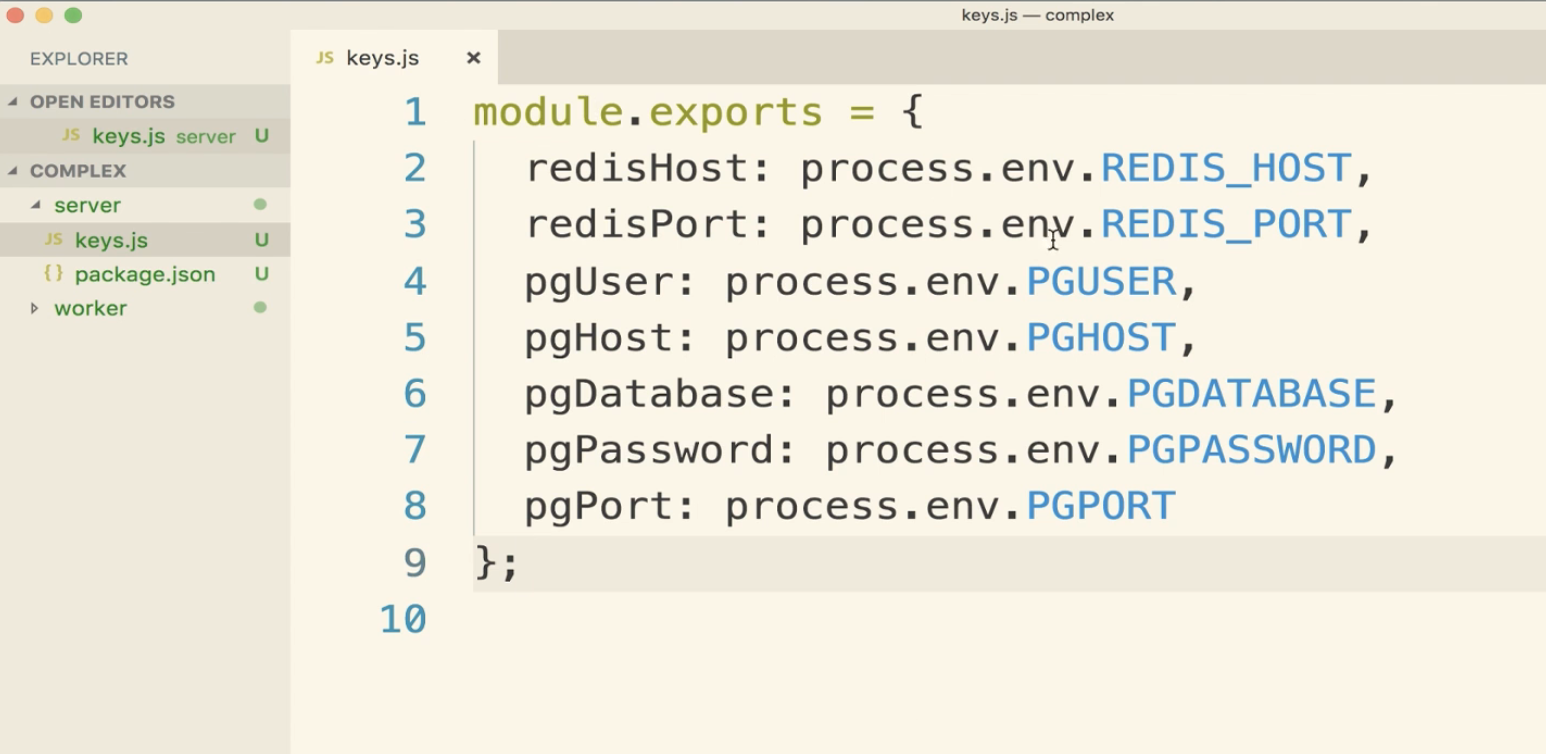 keys.js — complex
EXPLORER
OPEN EDITORS
JS keys.js server U
COMPLEX
server
JS keys.js U
{} package.json U
worker
JS keys.js ×
1 module.exports = {
2 redisHost: process.env.REDIS_HOST,
3 redisPort: process.env.REDIS_PORT,
4 pgUser: process.env.PGUSER,
5 pgHost: process.env.PGHOST,
6 pgDatabase: process.env.PGDATABASE,
7 pgPassword: process.env.PGPASSWORD,
8 pgPort: process.env.PGPORT
9 };
10